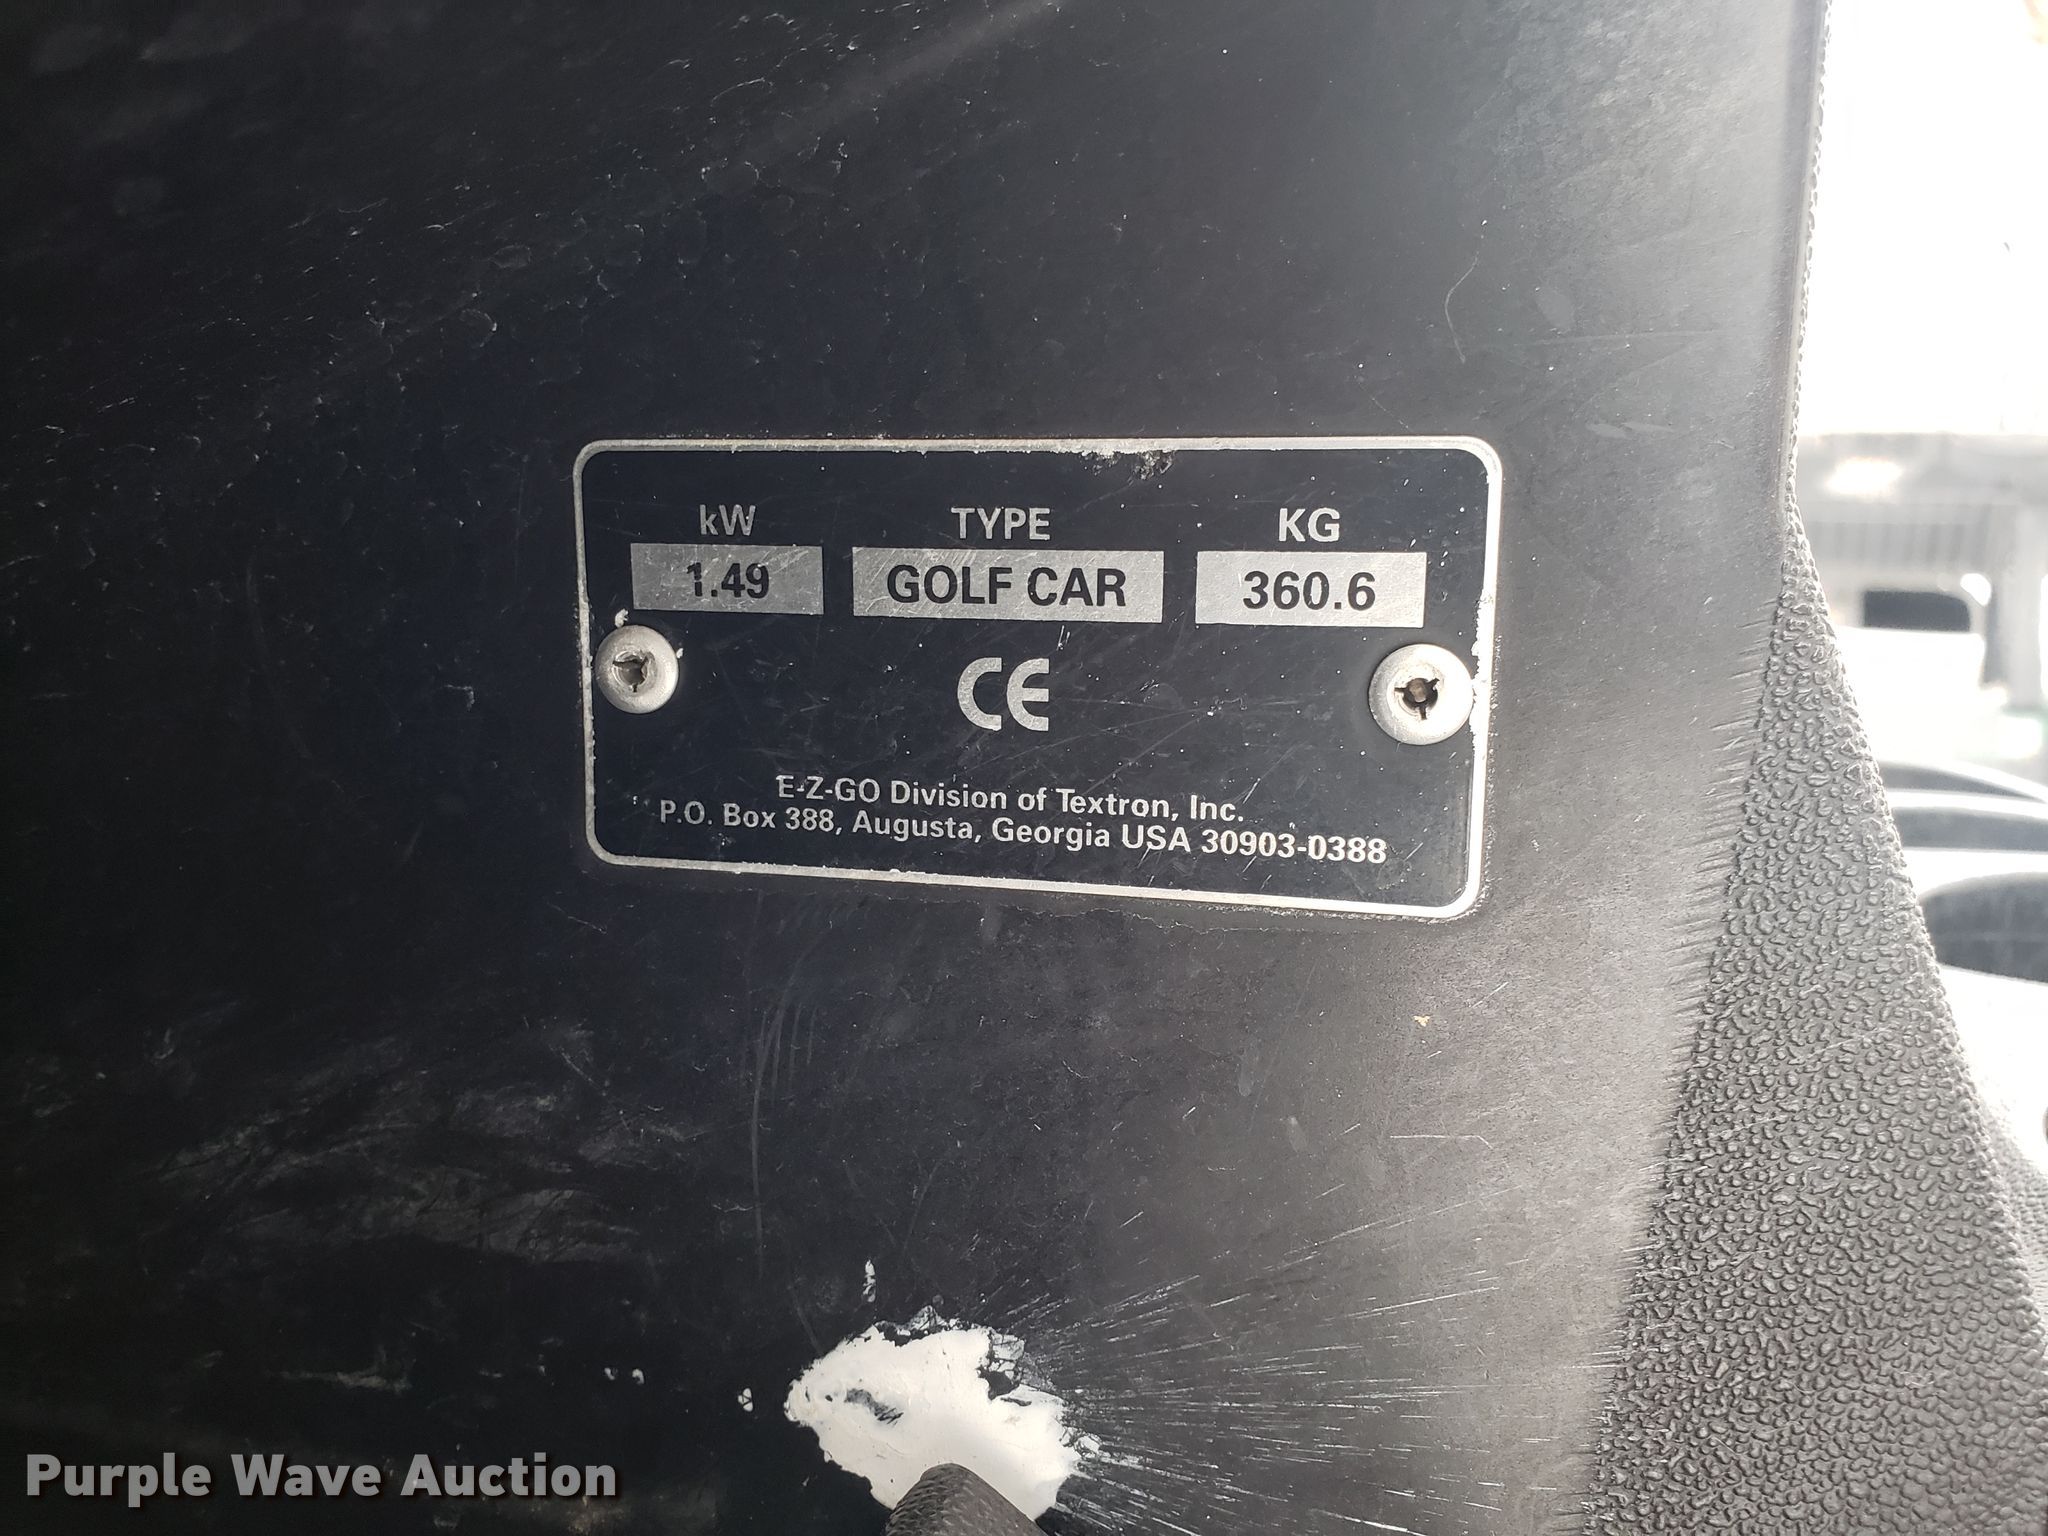 kW TYPE KG
1.49 GOLF CAR 360.6
CE
E-Z-GO Division of Textron, Inc.
P.O. Box 388, Augusta, Georgia USA 30903-0388
Purple Wave Auction